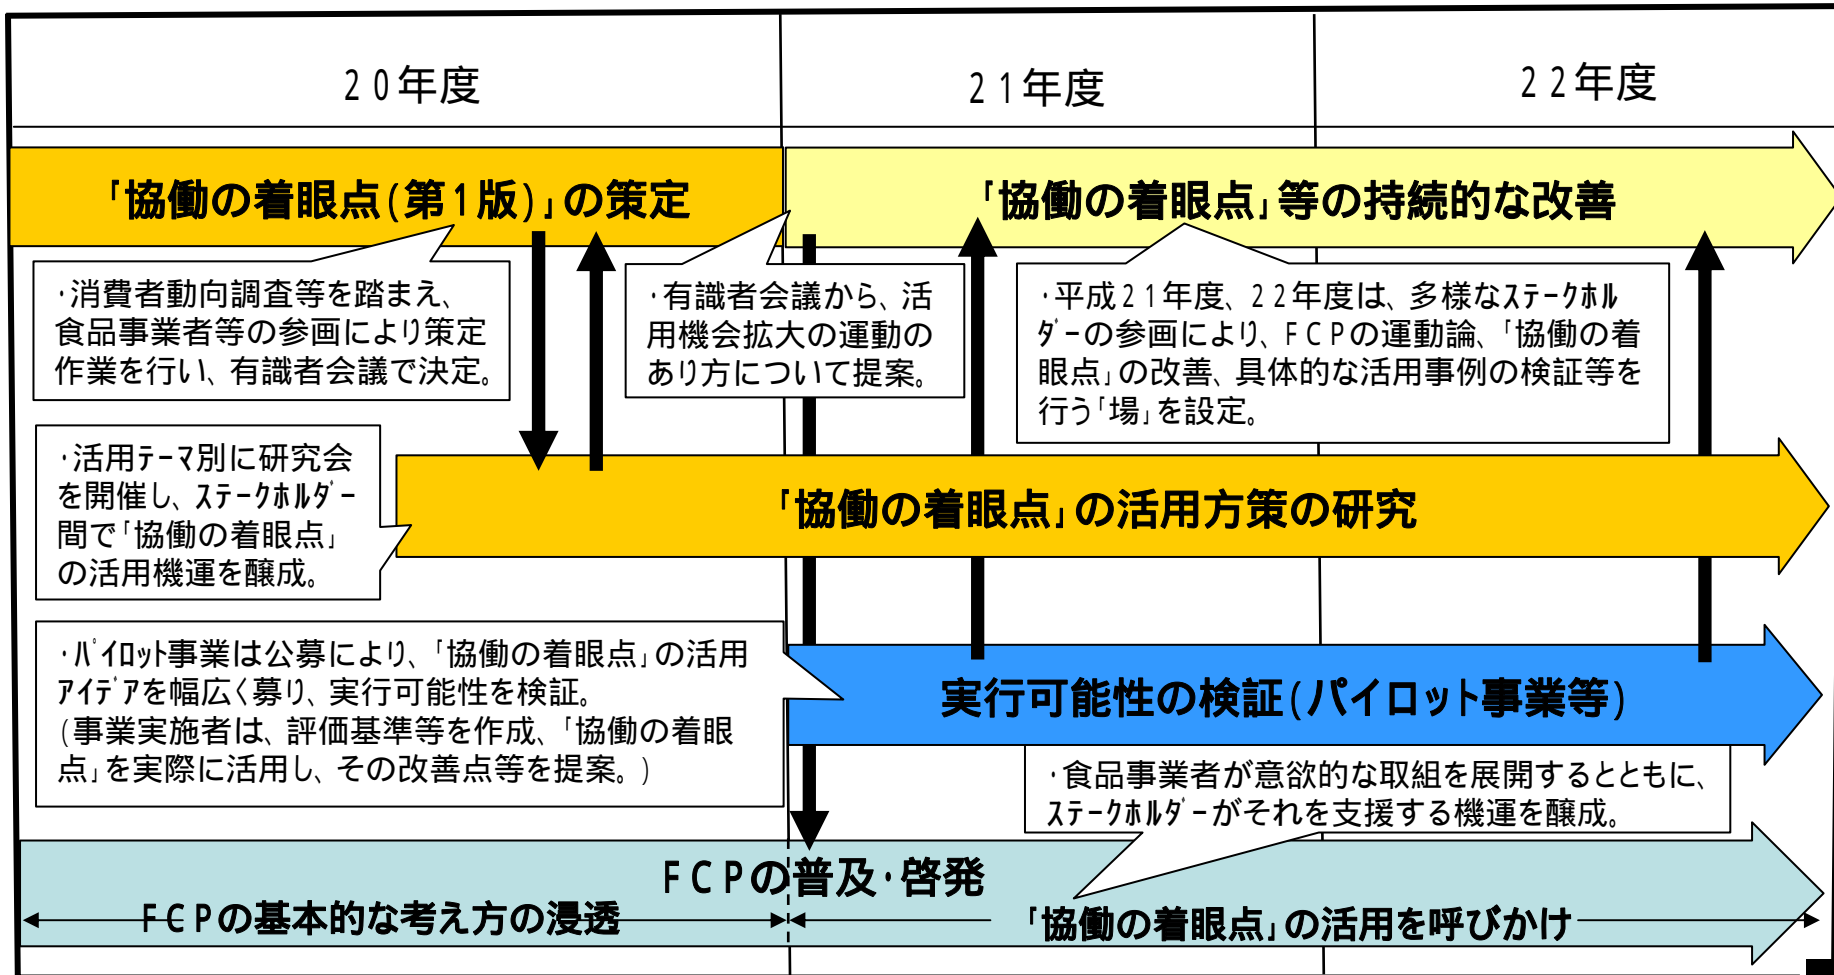 20年度
21年度
22年度
「協働の着眼点(第1版)」の策定
「協働の着眼点」等の持続的な改善
・消費者動向調査等を踏まえ、
食品事業者等の参画により策定
作業を行い、有識者会議で決定。
・有識者会議から、活
用機会拡大の運動の
あり方について提案。
・平成21年度、22年度は、多様なステークホル
ダーの参画により、FCPの運動論、「協働の着
眼点」の改善、具体的な活用事例の検証等を
行う「場」を設定。
・活用テーマ別に研究会
を開催し、ステークホルダー
間で「協働の着眼点」
の活用機運を醸成。
「協働の着眼点」の活用方策の研究
・パイロット事業は公募により、「協働の着眼点」の活用
アイデアを幅広く募り、実行可能性を検証。
(事業実施者は、評価基準等を作成、「協働の着眼
点」を実際に活用し、その改善点等を提案。)
実行可能性の検証(パイロット事業等)
・食品事業者が意欲的な取組を展開するとともに、
ステークホルダーがそれを支援する機運を醸成。
FCPの普及・啓発
FCPの基本的な考え方の浸透
「協働の着眼点」の活用を呼びかけ